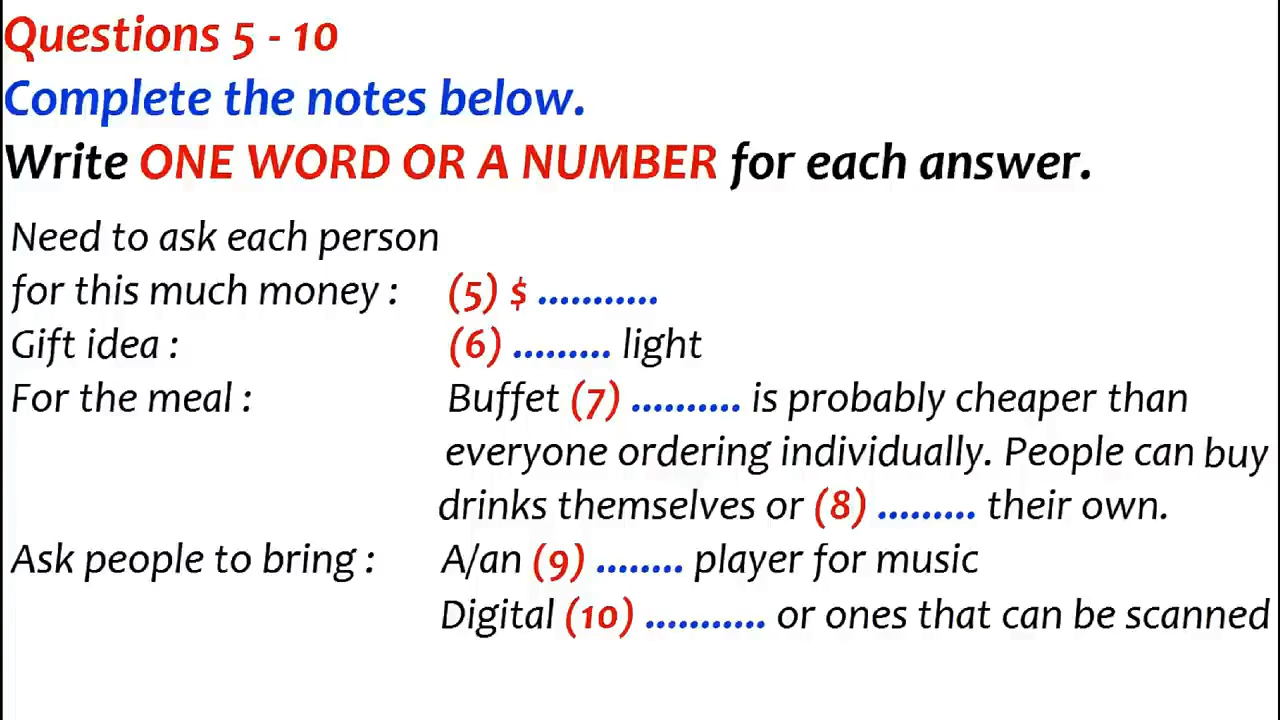 Questions 5 - 10
Complete the notes below.
Write ONE WORD OR A NUMBER for each answer.
Need to ask each person
for this much money : (5) $ ...........
Gift idea : (6) ......... light
For the meal : Buffet (7) .......... is probably cheaper than
everyone ordering individually. People can buy
drinks themselves or (8) ......... their own.
Ask people to bring : A/an (9) ........ player for music
Digital (10) ........... or ones that can be scanned